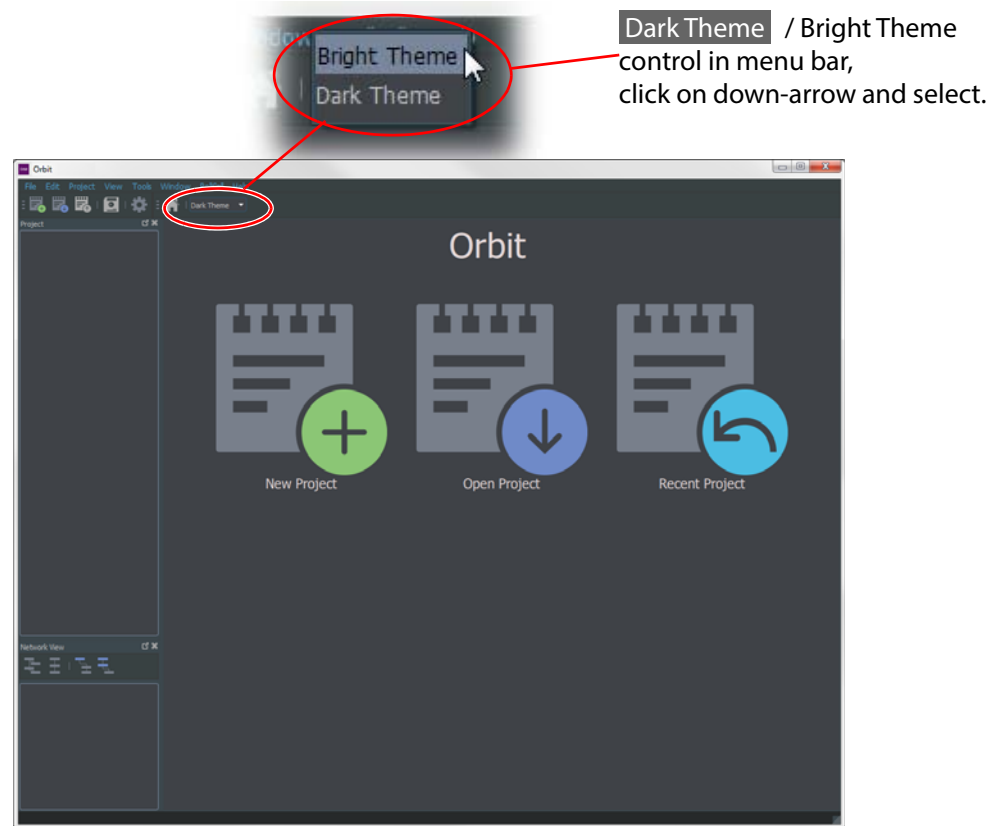 Dark Theme / Bright Theme
control in menu bar,
click on down-arrow and select.
Bright Theme
Dark Theme
Orbit
File Edit Project View Tools Window
Dark Theme
Project
Orbit
New Project
Open Project
Recent Project
Network View